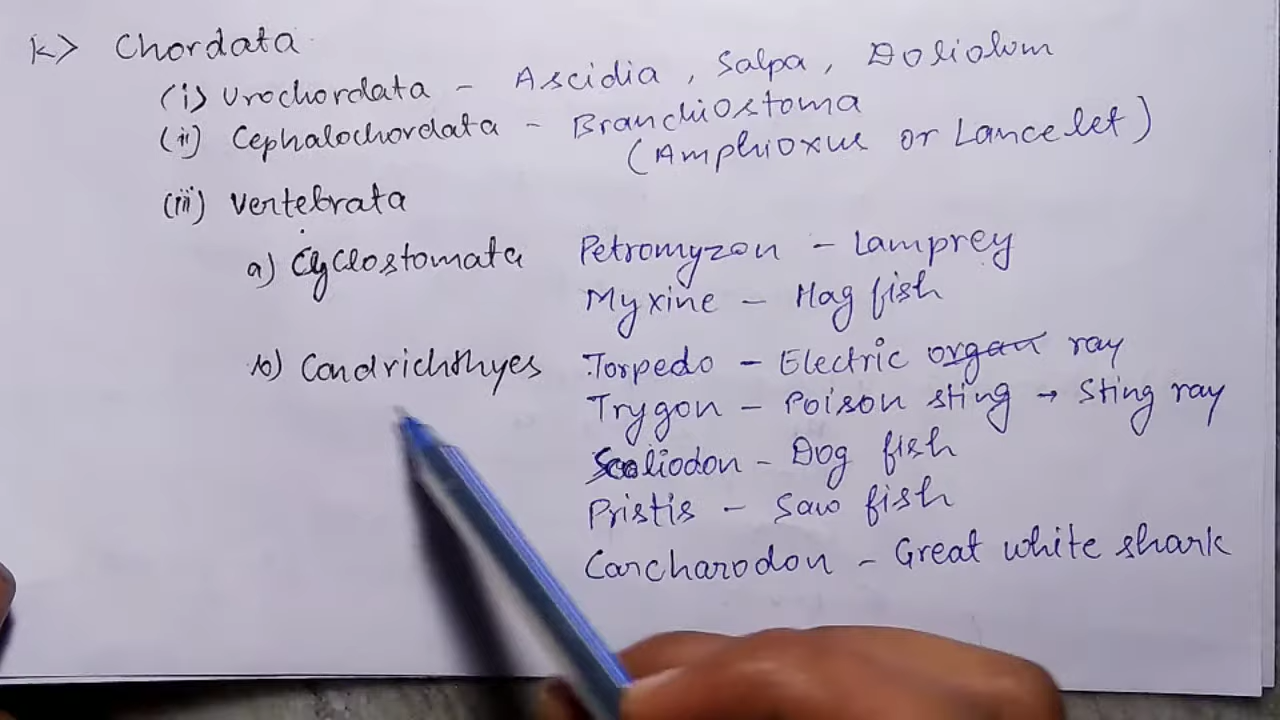 K> Chordata
(i) Urochordata - Ascidia, Salpa, Doliolum
(ii) Cephalochordata - Branchiostoma
(Amphioxus or Lancelet)
(iii) Vertebrata
a) Cyclostomata Petromyzon - Lamprey
Myxine - Hag fish
b) Condrichthyes Torpedo - Electric organ ray
Trygon - Poison sting → Sting ray
Scoliodon - Dog fish
Pristis - Saw fish
Carcharodon - Great white shark